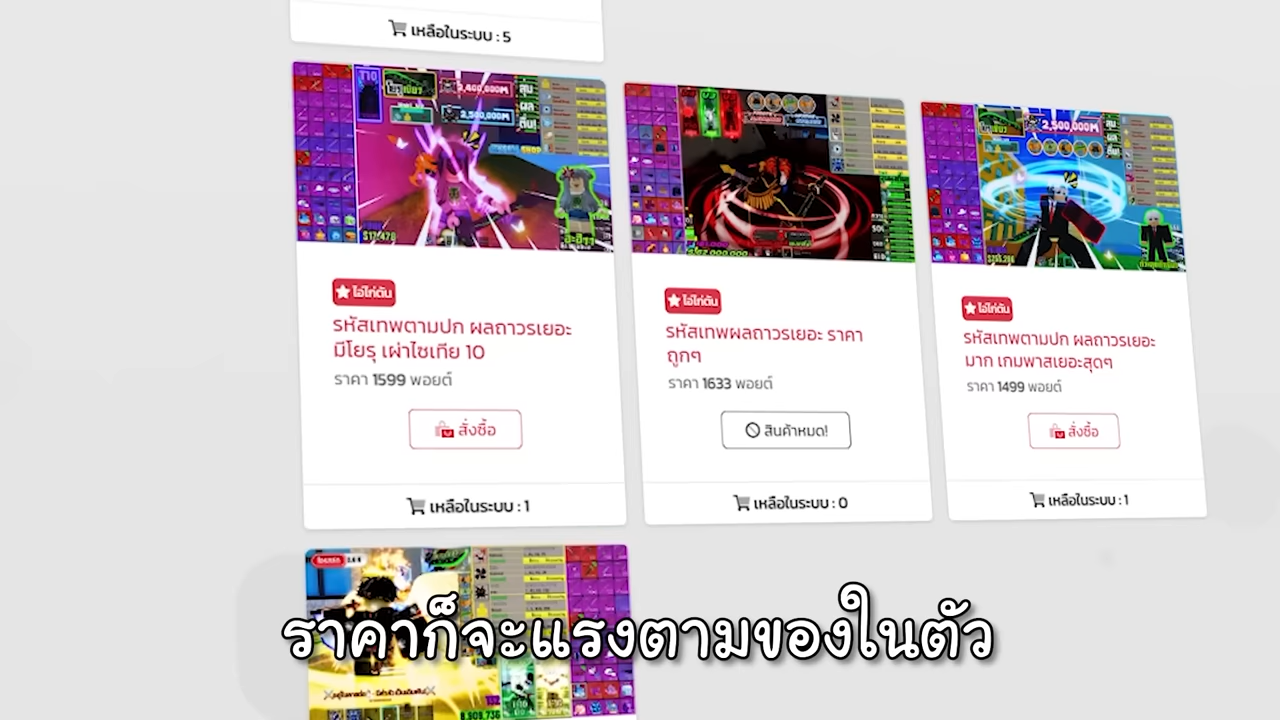 เหลือในระบบ : 5
2,400,000M
2,500,000M
2,500,000M
ไอ้ไก่ตัน
รหัสเทพตามปก ผลถาวรเยอะ
มีโยรุ เผ่าไซเทีย 10
ราคา 1599 พอยต์
สั่งซื้อ
เหลือในระบบ : 1
ไอ้ไก่ตัน
รหัสเทพผลถาวรเยอะ ราคา
ถูกๆ
ราคา 1633 พอยต์
สินค้าหมด!
เหลือในระบบ : 0
ไอ้ไก่ตัน
รหัสเทพตามปก ผลถาวรเยอะ
มาก เกมพาสเยอะสุดๆ
ราคา 1499 พอยต์
สั่งซื้อ
เหลือในระบบ : 1
ราคาก็จะแรงตามของในตัว